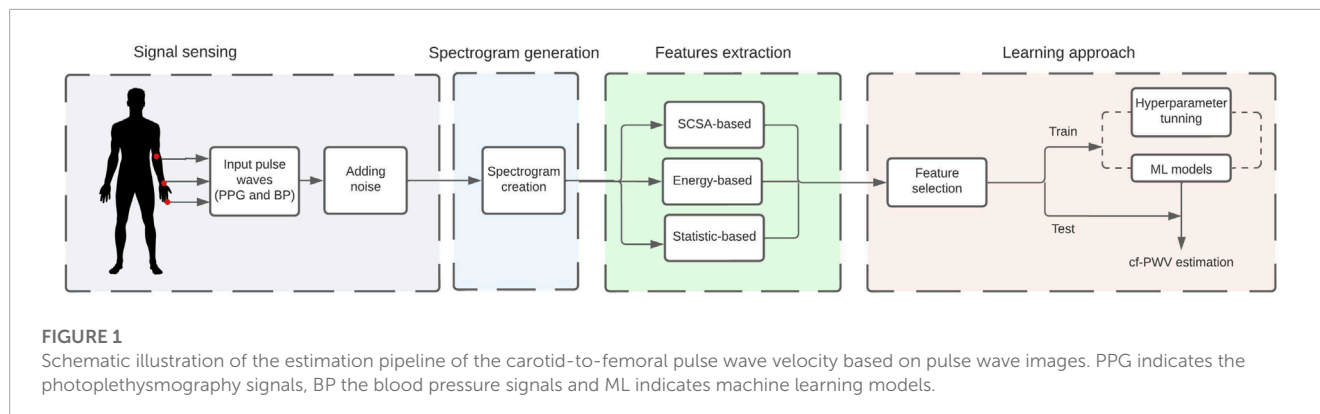 Signal sensing
Spectrogram generation
Features extraction
Learning approach
Input pulse
waves
(PPG and BP)
Adding
noise
Spectrogram
creation
SCSA-based
Energy-based
Statistic-based
Feature
selection
Train
Test
Hyperparameter
tunning
ML models
cf-PWV estimation
FIGURE 1
Schematic illustration of the estimation pipeline of the carotid-to-femoral pulse wave velocity based on pulse wave images. PPG indicates the
photoplethysmography signals, BP the blood pressure signals and ML indicates machine learning models.